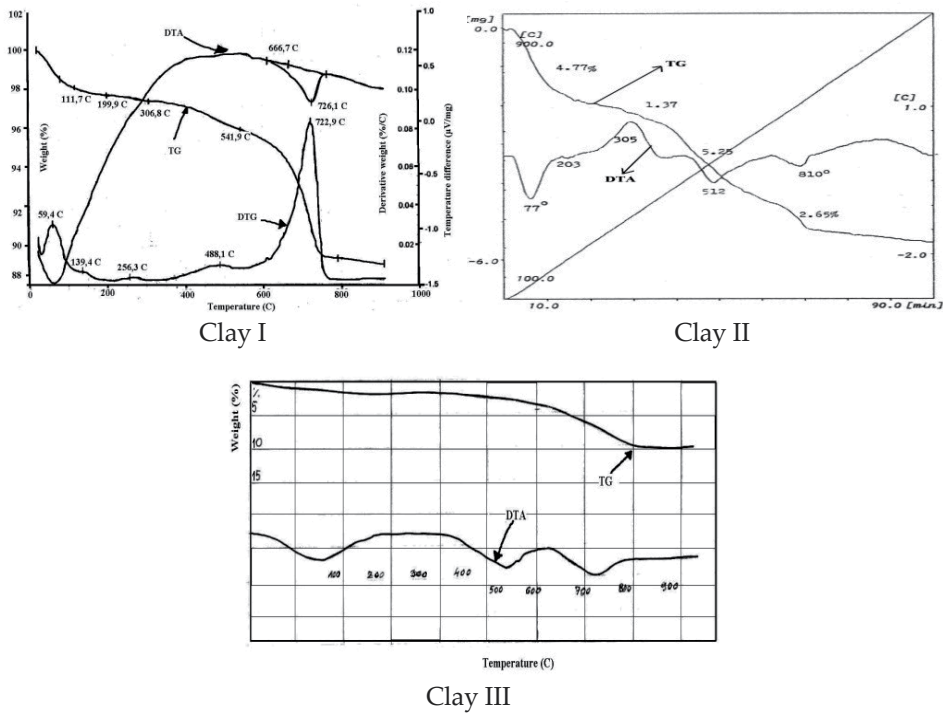 102
100
98
96
91
90
88
Weight (%)
DTA
666,7 C
111,7 C
199,9 C
306,8 C
TG
541,9 C
726,1 C
722,9 C
DTG
59,4 C
139,4 C
256,3 C
488,1 C
0
200
400
600
800
1000
Temperature (C)
0.12
0.10
0.08
0.06
0.04
0.02
Derivative weight (%/C)
1.0
0.5
0.0
-1.0
-1.5
Temperature difference (µV/mg)
Clay I
[mg]
0.0
[C]
900.0
4.77%
TG
1.37
[C]
1.0
305
5.25
203
DTA
512
810°
77°
2.65%
-6.0
-2.0
100.0
10.0
90.0 [min]
Clay II
Weight (%)
%
5
10
15
TG
DTA
100
200
300
400
500
600
700
800
900
Temperature (C)
Clay III